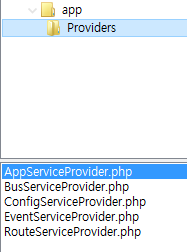 app
Providers
AppServiceProvider.php
BusServiceProvider.php
ConfigServiceProvider.php
EventServiceProvider.php
RouteServiceProvider.php